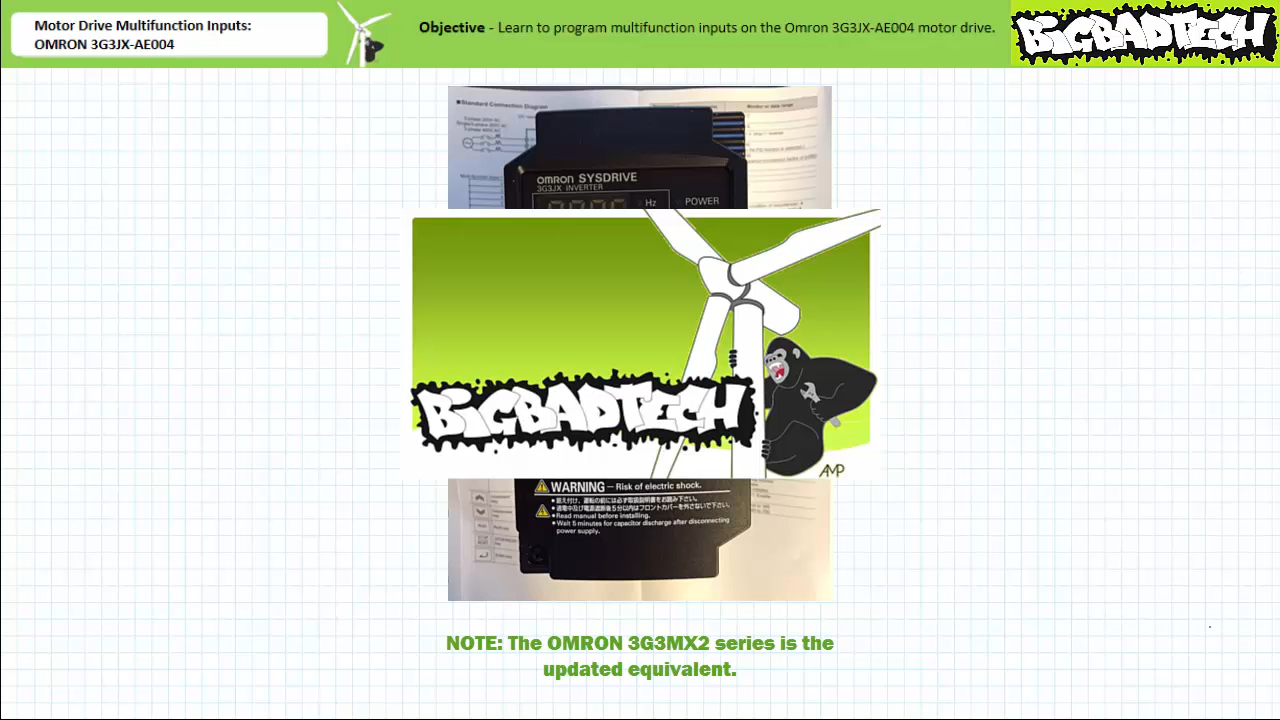 Motor Drive Multifunction Inputs:
OMRON 3G3JX-AE004
Objective - Learn to program multifunction inputs on the Omron 3G3JX-AE004 motor drive.
BIGBADTECH
■Standard Connection Diagram
OMRON SYSDRIVE
3G3JX INVERTER
Hz
POWER
BIGBADTECH
AMP
WARNING – Risk of electric shock.
● Read manual before installing.
● Wait 5 minutes for capacitor discharge after disconnecting
power supply.
NOTE: The OMRON 3G3MX2 series is the
updated equivalent.